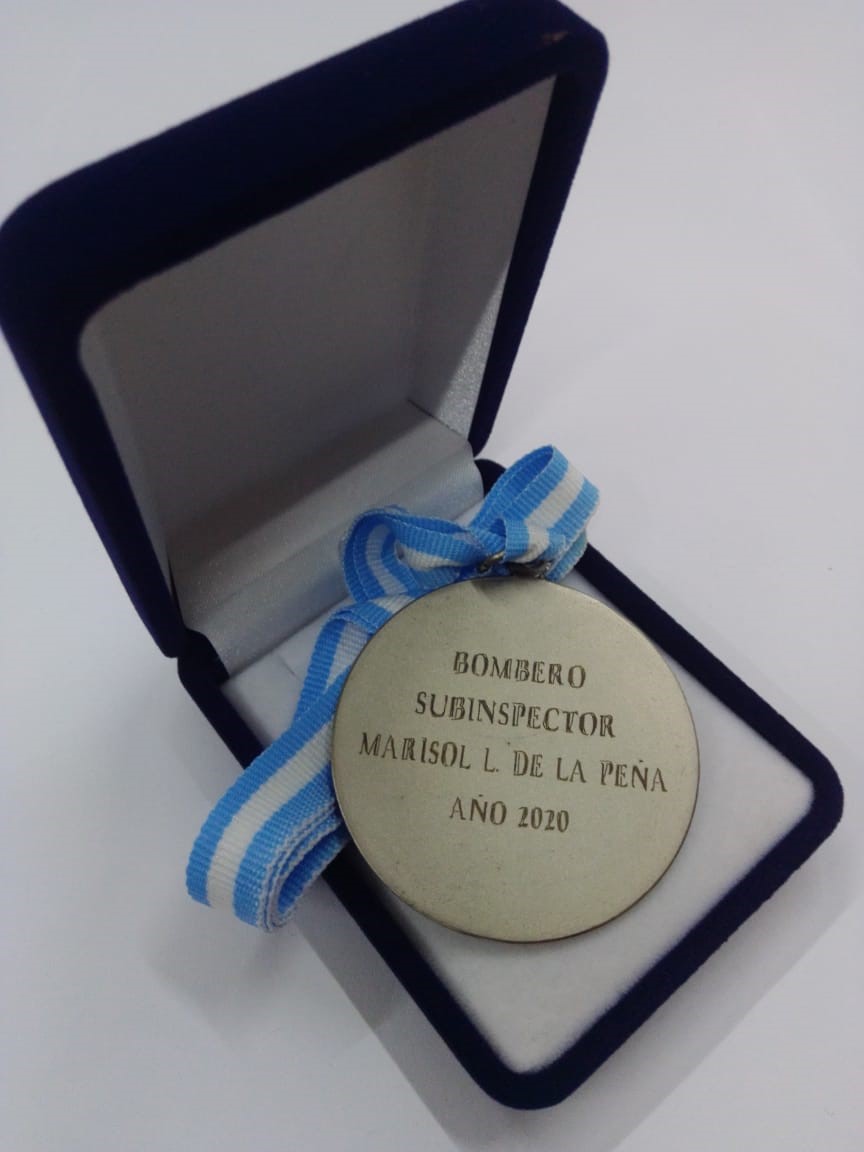 BOMBERO
SUBINSPECTOR
MARISOL L. DE LA PEÑA
AÑO 2020